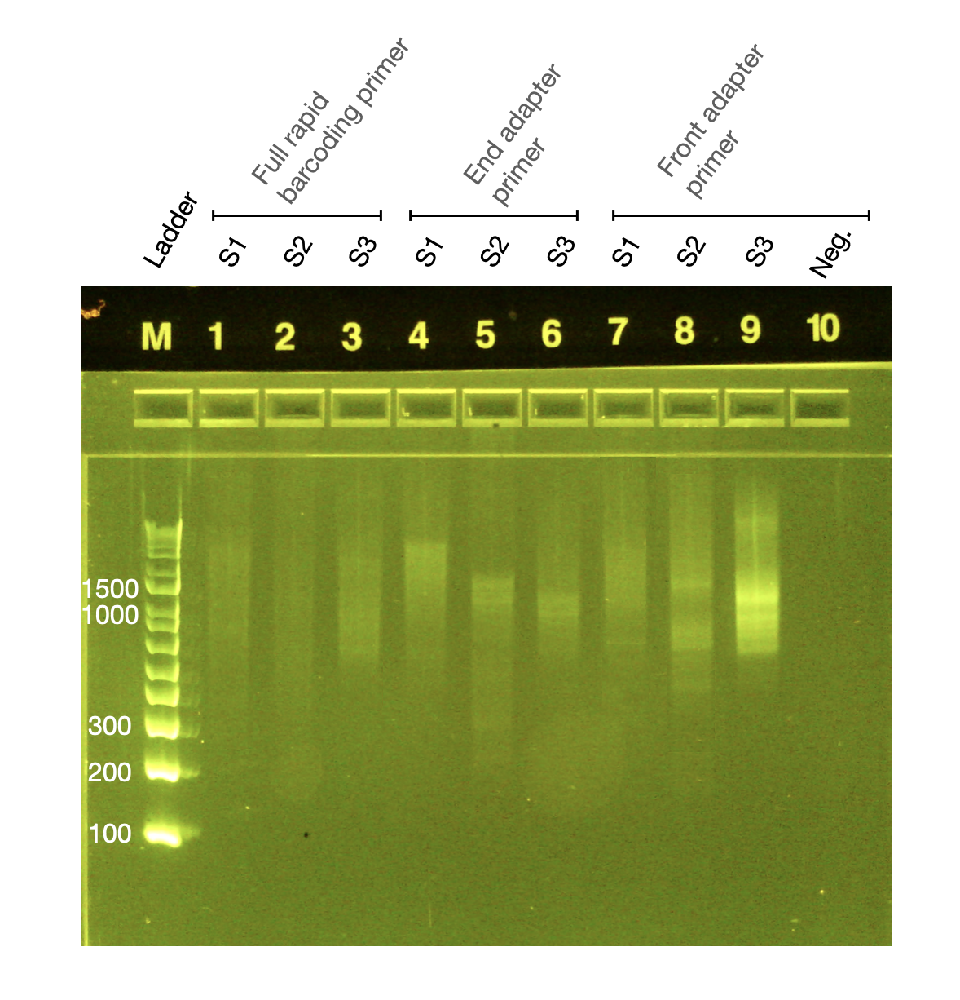 Full rapid
barcoding primer
End adapter
primer
Front adapter
primer
Ladder
S1
S2
S3
S1
S2
S3
S1
S2
S3
Neg.
M 1 2 3 4 5 6 7 8 9 10
1500
1000
300
200
100